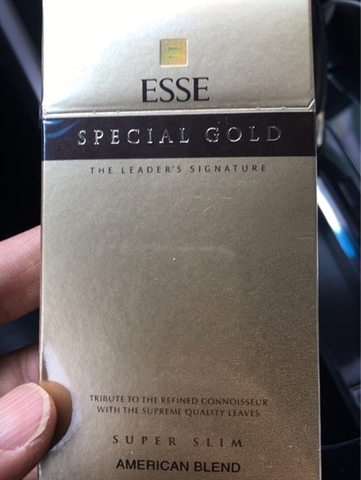 ESSE
SPECIAL GOLD
THE LEADER'S SIGNATURE
TRIBUTE TO THE REFINED CONNOISSEUR
WITH THE SUPREME QUALITY LEAVES
SUPER SLIM
AMERICAN BLEND